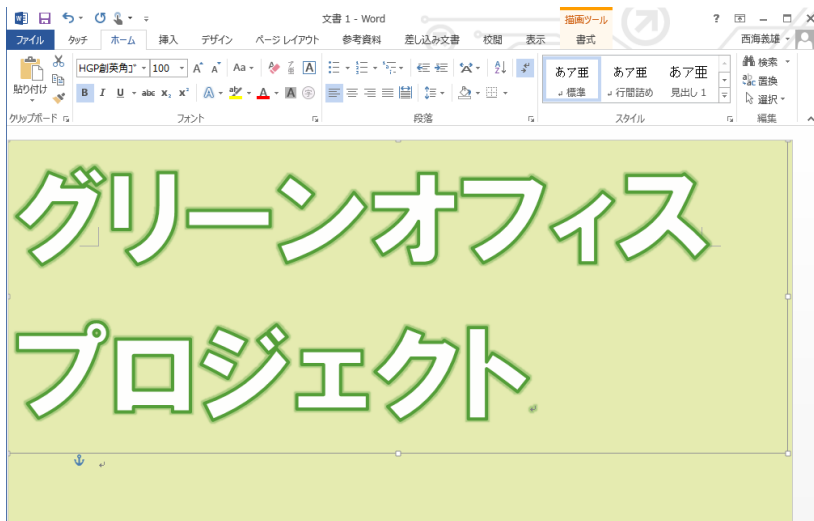 文書 1 - Word
描画ツール
ファイル タッチ ホーム 挿入 デザイン ページ レイアウト 参考資料 差し込み文書 校閲 表示 書式 西海義雄
貼り付け
HGP創英角ｺﾞ 100 A A Aa A
B I U abc X₂ X² A A A 字
あア亜 あア亜 あア亜
標準 行間詰め 見出し 1
検索
置換
選択
クリップボード フォント 段落 スタイル 編集
グリーンオフィス
プロジェクト